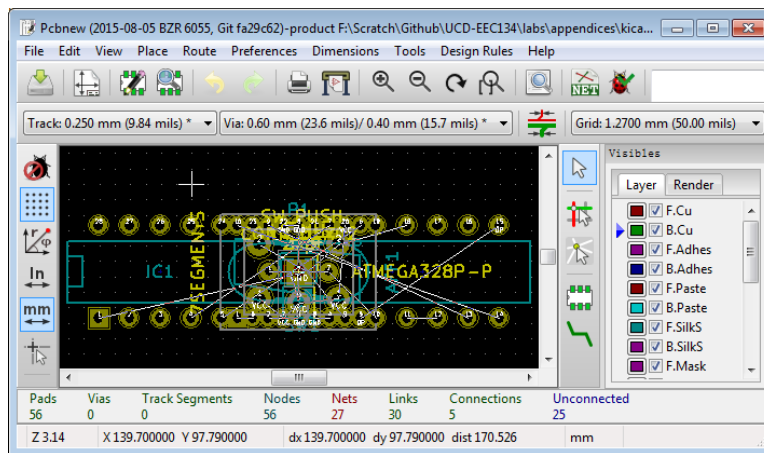 Pcbnew (2015-08-05 BZR 6055, Git fa29c62)-product F:\Scratch\Github\UCD-EEC134\labs\appendices\kica...
File Edit View Place Route Preferences Dimensions Tools Design Rules Help
NET
Track: 0.250 mm (9.84 mils) * Via: 0.60 mm (23.6 mils)/ 0.40 mm (15.7 mils) * Grid: 1.2700 mm (50.00 mils)
Visibles
Layer Render
F.Cu
B.Cu
F.Adhes
B.Adhes
F.Paste
B.Paste
F.SilkS
B.SilkS
F.Mask
In
mm
SEGMENTS
IC1
ATMEGA328P-P
Pads Vias Track Segments Nodes Nets Links Connections Unconnected
56 0 0 56 27 30 5 25
Z 3.14 X 139.700000 Y 97.790000 dx 139.700000 dy 97.790000 dist 170.526 mm